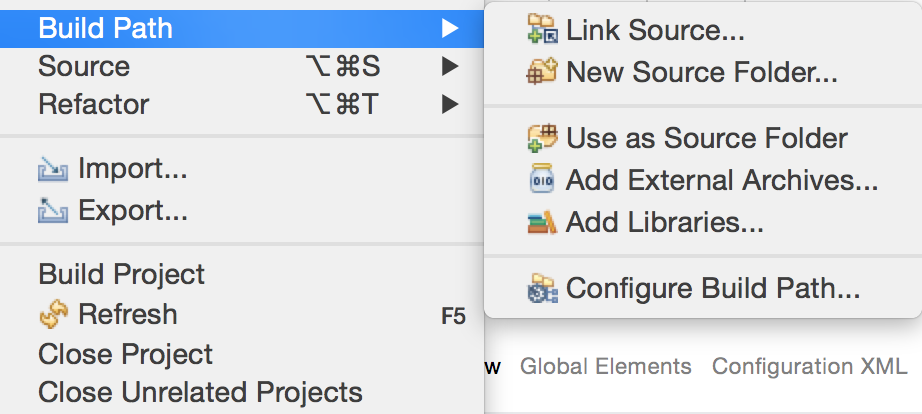 Build Path ▶
Source ⌥⌘S ▶
Refactor ⌥⌘T ▶
Import...
Export...
Build Project
Refresh F5
Close Project
Close Unrelated Projects
Link Source...
New Source Folder...
Use as Source Folder
Add External Archives...
Add Libraries...
Configure Build Path...
w Global Elements Configuration XML